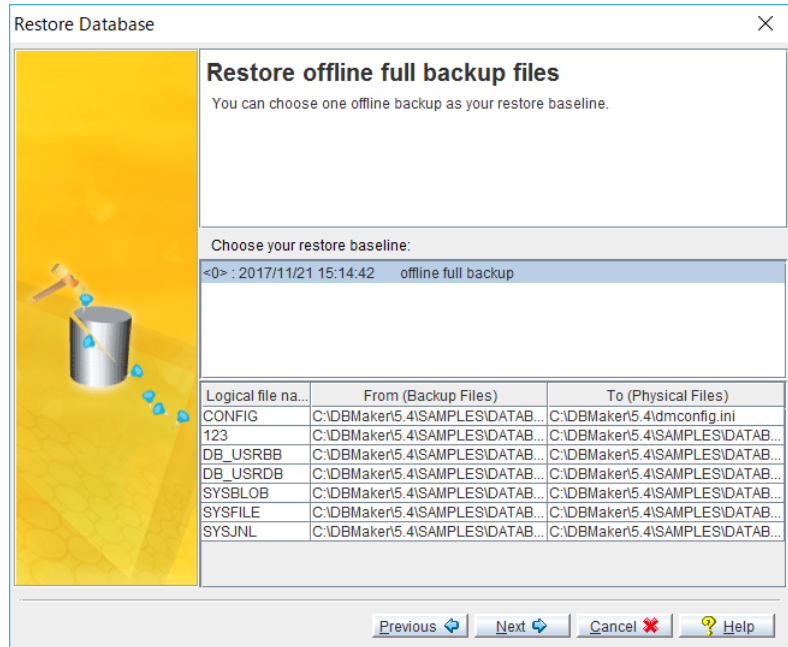 Restore Database
Restore offline full backup files
You can choose one offline backup as your restore baseline.
Choose your restore baseline:
<0> : 2017/11/21 15:14:42 offline full backup
Logical file na... From (Backup Files) To (Physical Files)
CONFIG C:\DBMaker\5.4\SAMPLES\DATAB... C:\DBMaker\5.4\dmconfig.ini
123 C:\DBMaker\5.4\SAMPLES\DATAB... C:\DBMaker\5.4\SAMPLES\DATAB...
DB_USRBB C:\DBMaker\5.4\SAMPLES\DATAB... C:\DBMaker\5.4\SAMPLES\DATAB...
DB_USRDB C:\DBMaker\5.4\SAMPLES\DATAB... C:\DBMaker\5.4\SAMPLES\DATAB...
SYSBLOB C:\DBMaker\5.4\SAMPLES\DATAB... C:\DBMaker\5.4\SAMPLES\DATAB...
SYSFILE C:\DBMaker\5.4\SAMPLES\DATAB... C:\DBMaker\5.4\SAMPLES\DATAB...
SYSJNL C:\DBMaker\5.4\SAMPLES\DATAB... C:\DBMaker\5.4\SAMPLES\DATAB...
Previous Next Cancel Help